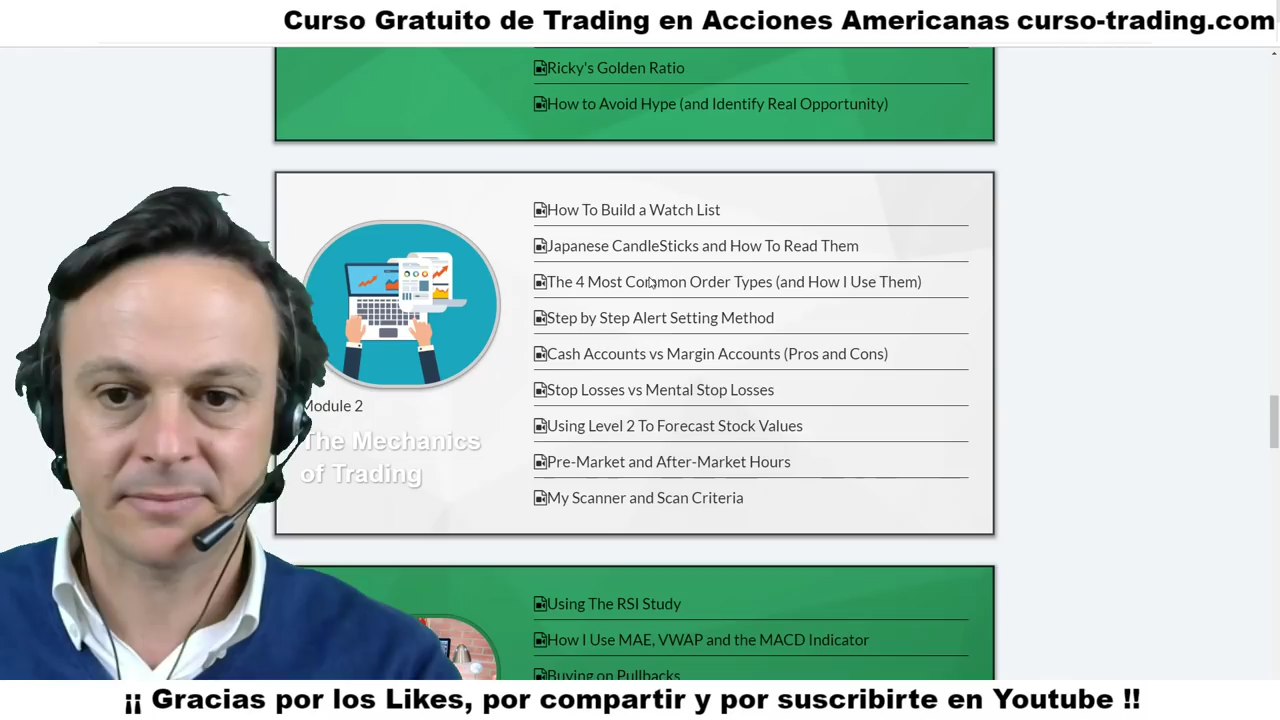 Curso Gratuito de Trading en Acciones Americanas curso-trading.com
Ricky's Golden Ratio
How to Avoid Hype (and Identify Real Opportunity)
How To Build a Watch List
Japanese CandleSticks and How To Read Them
The 4 Most Common Order Types (and How I Use Them)
Step by Step Alert Setting Method
Cash Accounts vs Margin Accounts (Pros and Cons)
Stop Losses vs Mental Stop Losses
Using Level 2 To Forecast Stock Values
Pre-Market and After-Market Hours
My Scanner and Scan Criteria
Module 2
The Mechanics
of Trading
Using The RSI Study
How I Use MAE, VWAP and the MACD Indicator
Buying on Pullbacks
¡¡ Gracias por los Likes, por compartir y por suscribirte en Youtube !!